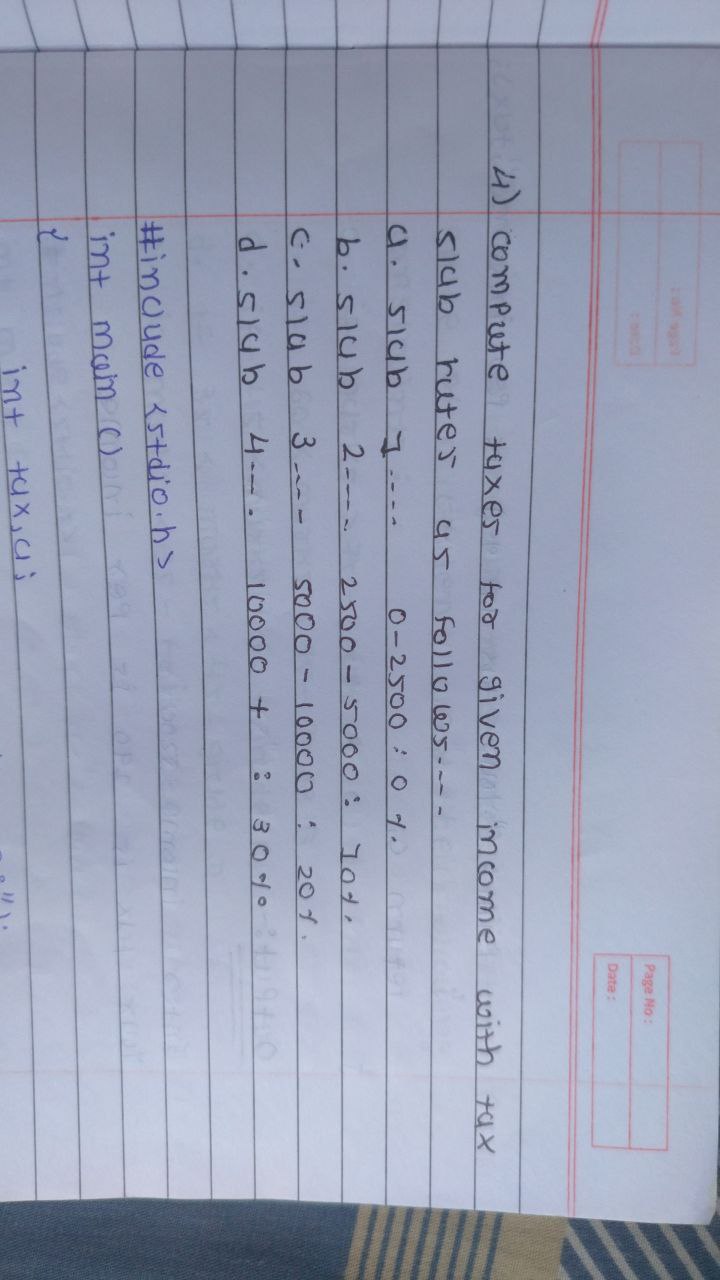 Page No:
Date:
4) compute taxes for given income with tax
slab rates as follows---
a. slab 1.... 0-2500: 0 %.
b. slab 2---. 2500-5000: 10%.
c. slab 3--- 5000-10000: 20%.
d. slab 4---. 10000 +: 30%.
#include <stdio.h>
int main()
{
int tax,a;